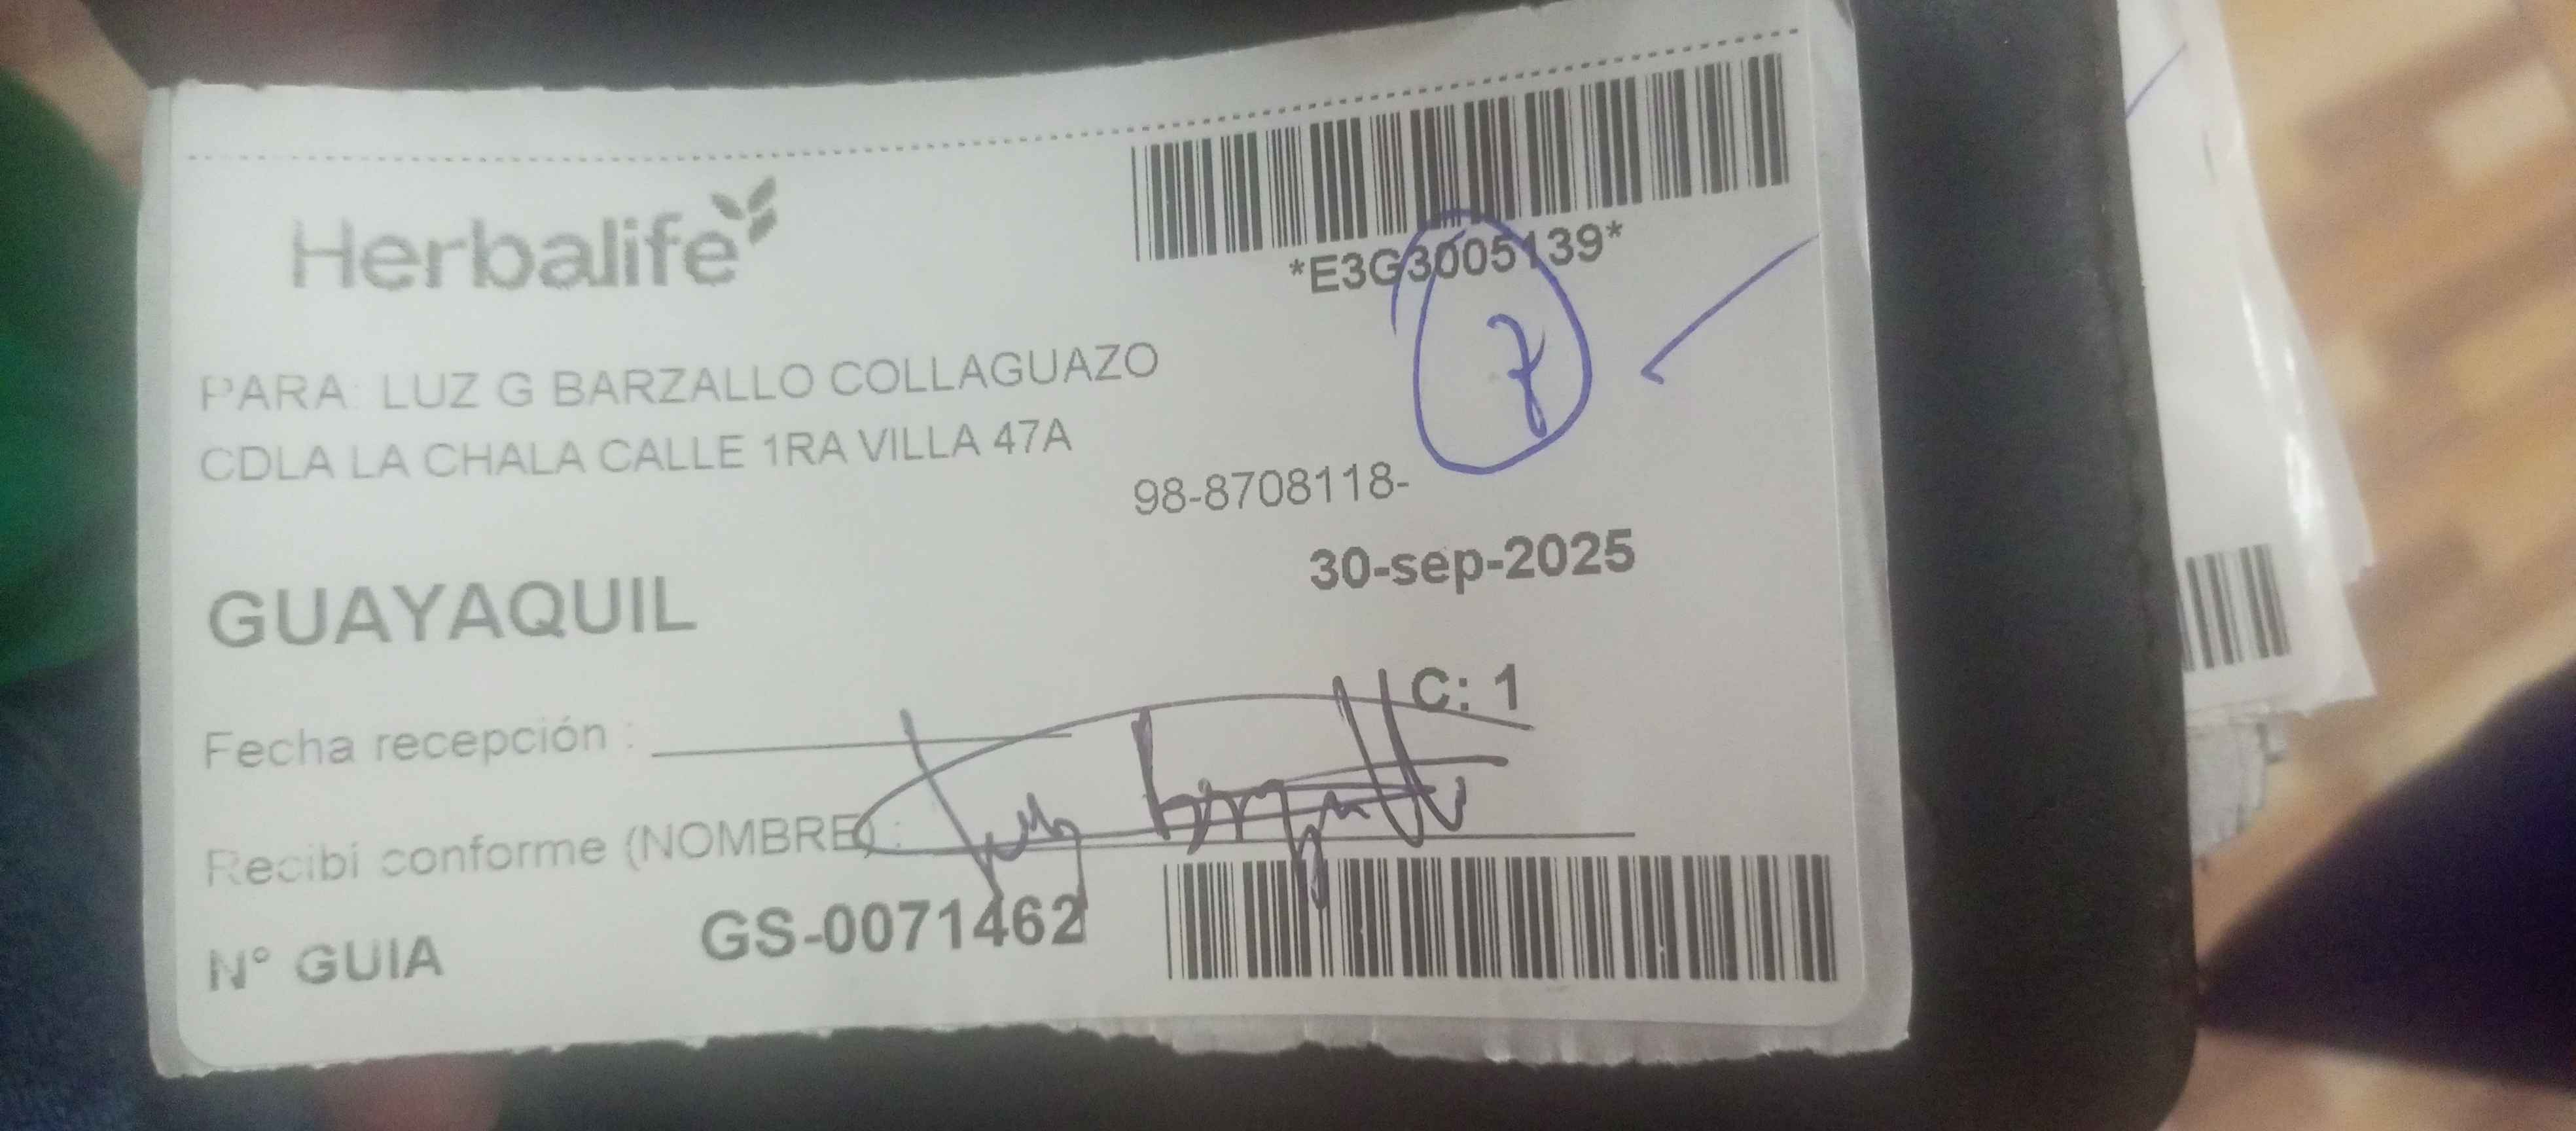 Herbalife
*E3G3005139*
7
PARA: LUZ G BARZALLO COLLAGUAZO
CDLA LA CHALA CALLE 1RA VILLA 47A
98-8708118-
30-sep-2025
GUAYAQUIL
C: 1
Fecha recepción :
Recibí conforme (NOMBRE) :
N° GUIA GS-0071462